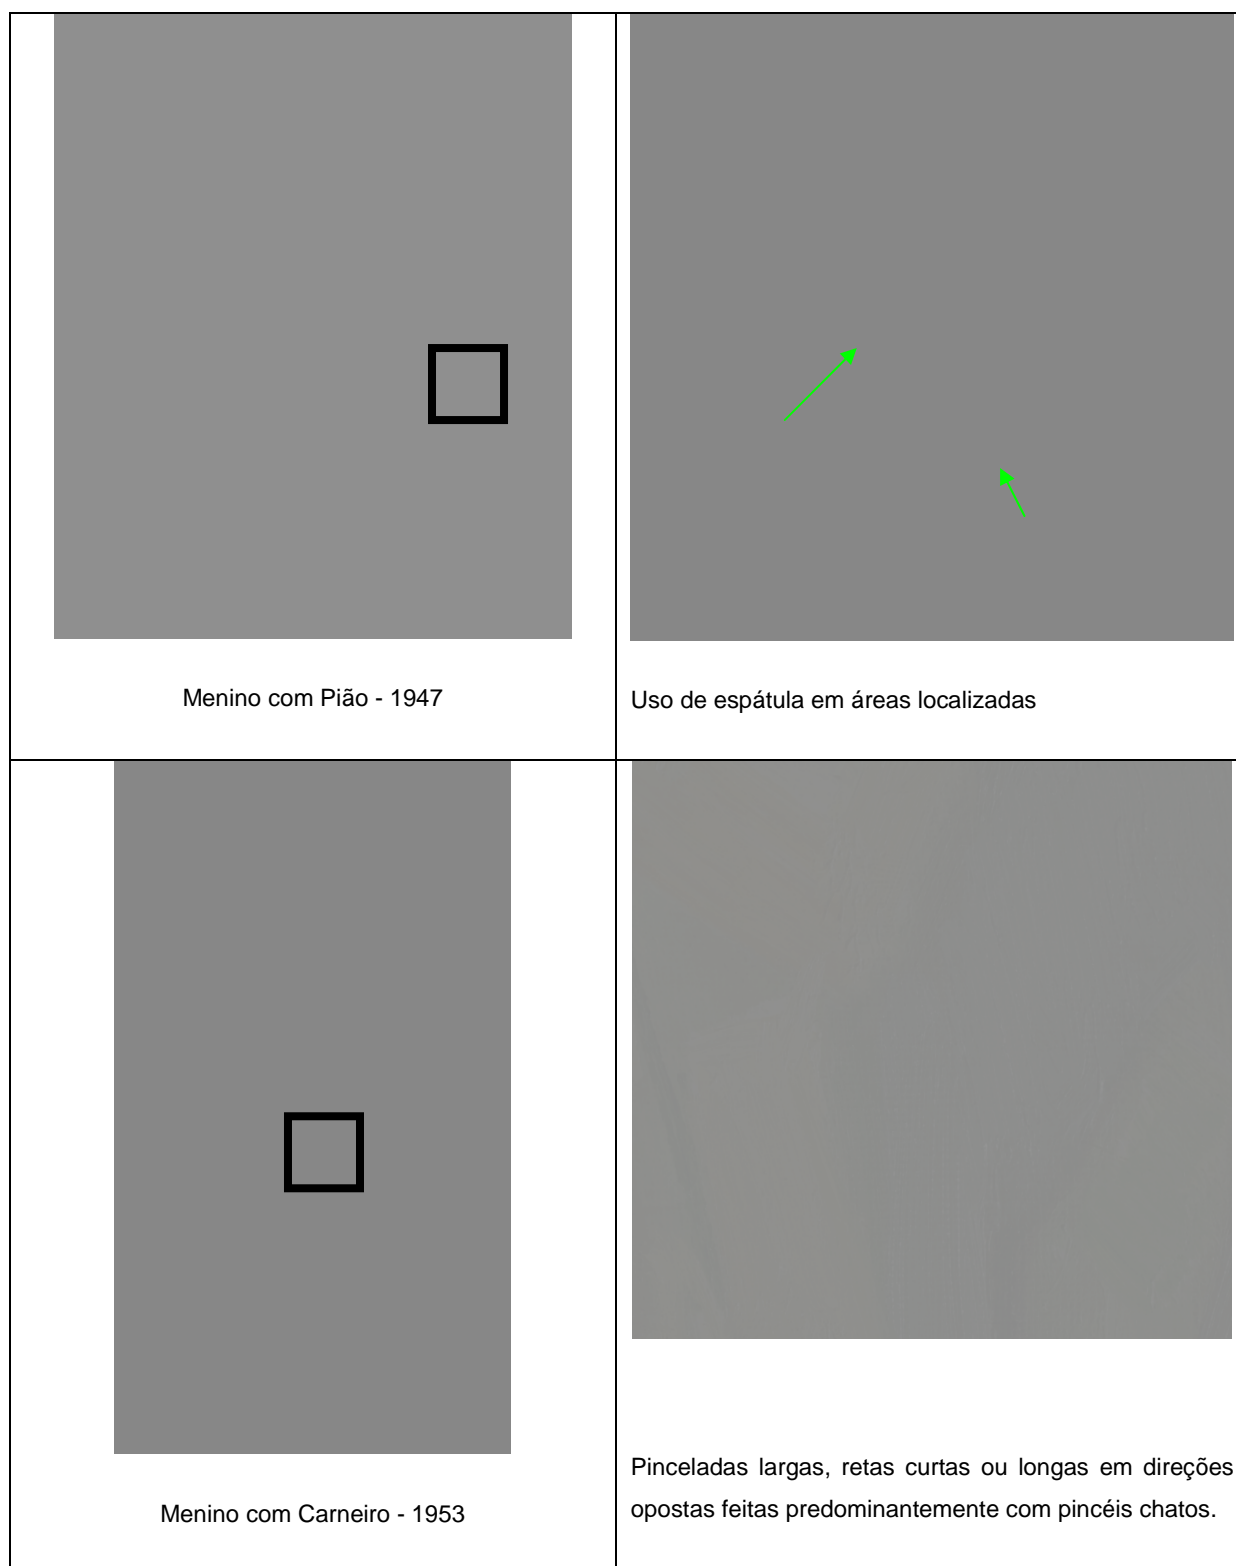 Menino com Pião - 1947
Uso de espátula em áreas localizadas
Menino com Carneiro - 1953
Pinceladas largas, retas curtas ou longas em direções
opostas feitas predominantemente com pincéis chatos.